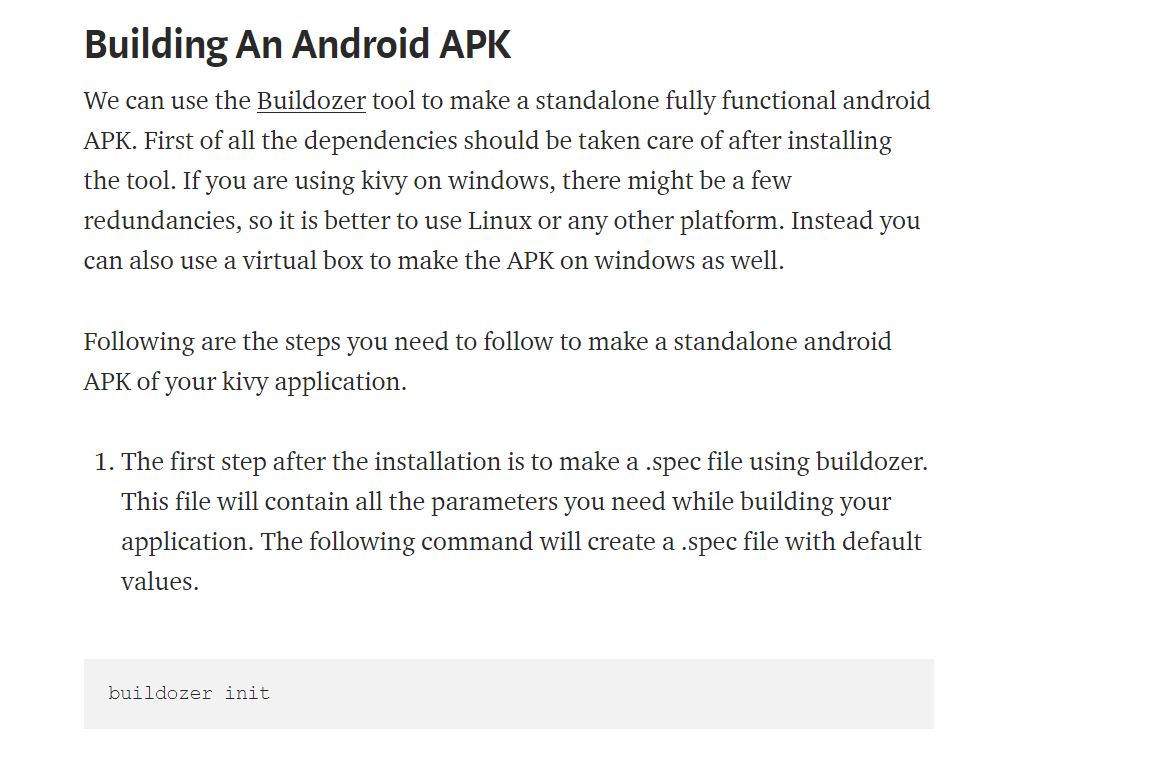 Building An Android APK
We can use the Buildozer tool to make a standalone fully functional android
APK. First of all the dependencies should be taken care of after installing
the tool. If you are using kivy on windows, there might be a few
redundancies, so it is better to use Linux or any other platform. Instead you
can also use a virtual box to make the APK on windows as well.
Following are the steps you need to follow to make a standalone android
APK of your kivy application.
1. The first step after the installation is to make a .spec file using buildozer.
This file will contain all the parameters you need while building your
application. The following command will create a .spec file with default
values.
buildozer init